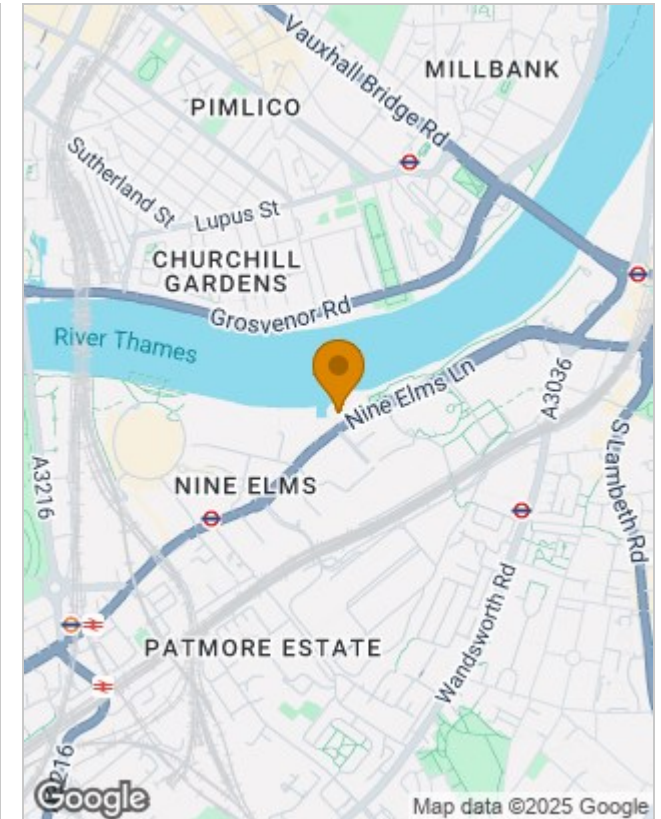 Vauxhall Bridge Rd
MILLBANK
PIMLICO
Sutherland St
Lupus St
CHURCHILL
GARDENS
Grosvenor Rd
River Thames
Nine Elms Ln
A3036
S Lambeth Rd
A3216
NINE ELMS
Wandsworth Rd
PATMORE ESTATE
A3216
Google
Map data ©2025 Google